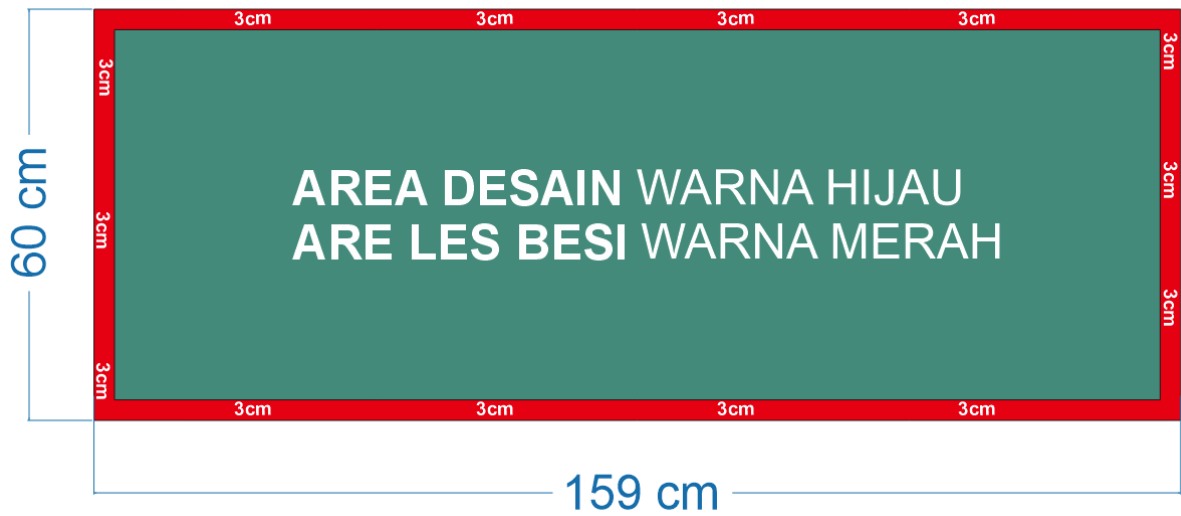 3cm 3cm 3cm 3cm
3cm 3cm
AREA DESAIN WARNA HIJAU
3cm
60 cm
3cm
ARE LES BESI WARNA MERAH
3cm
3cm
3cm 3cm 3cm 3cm
159 cm